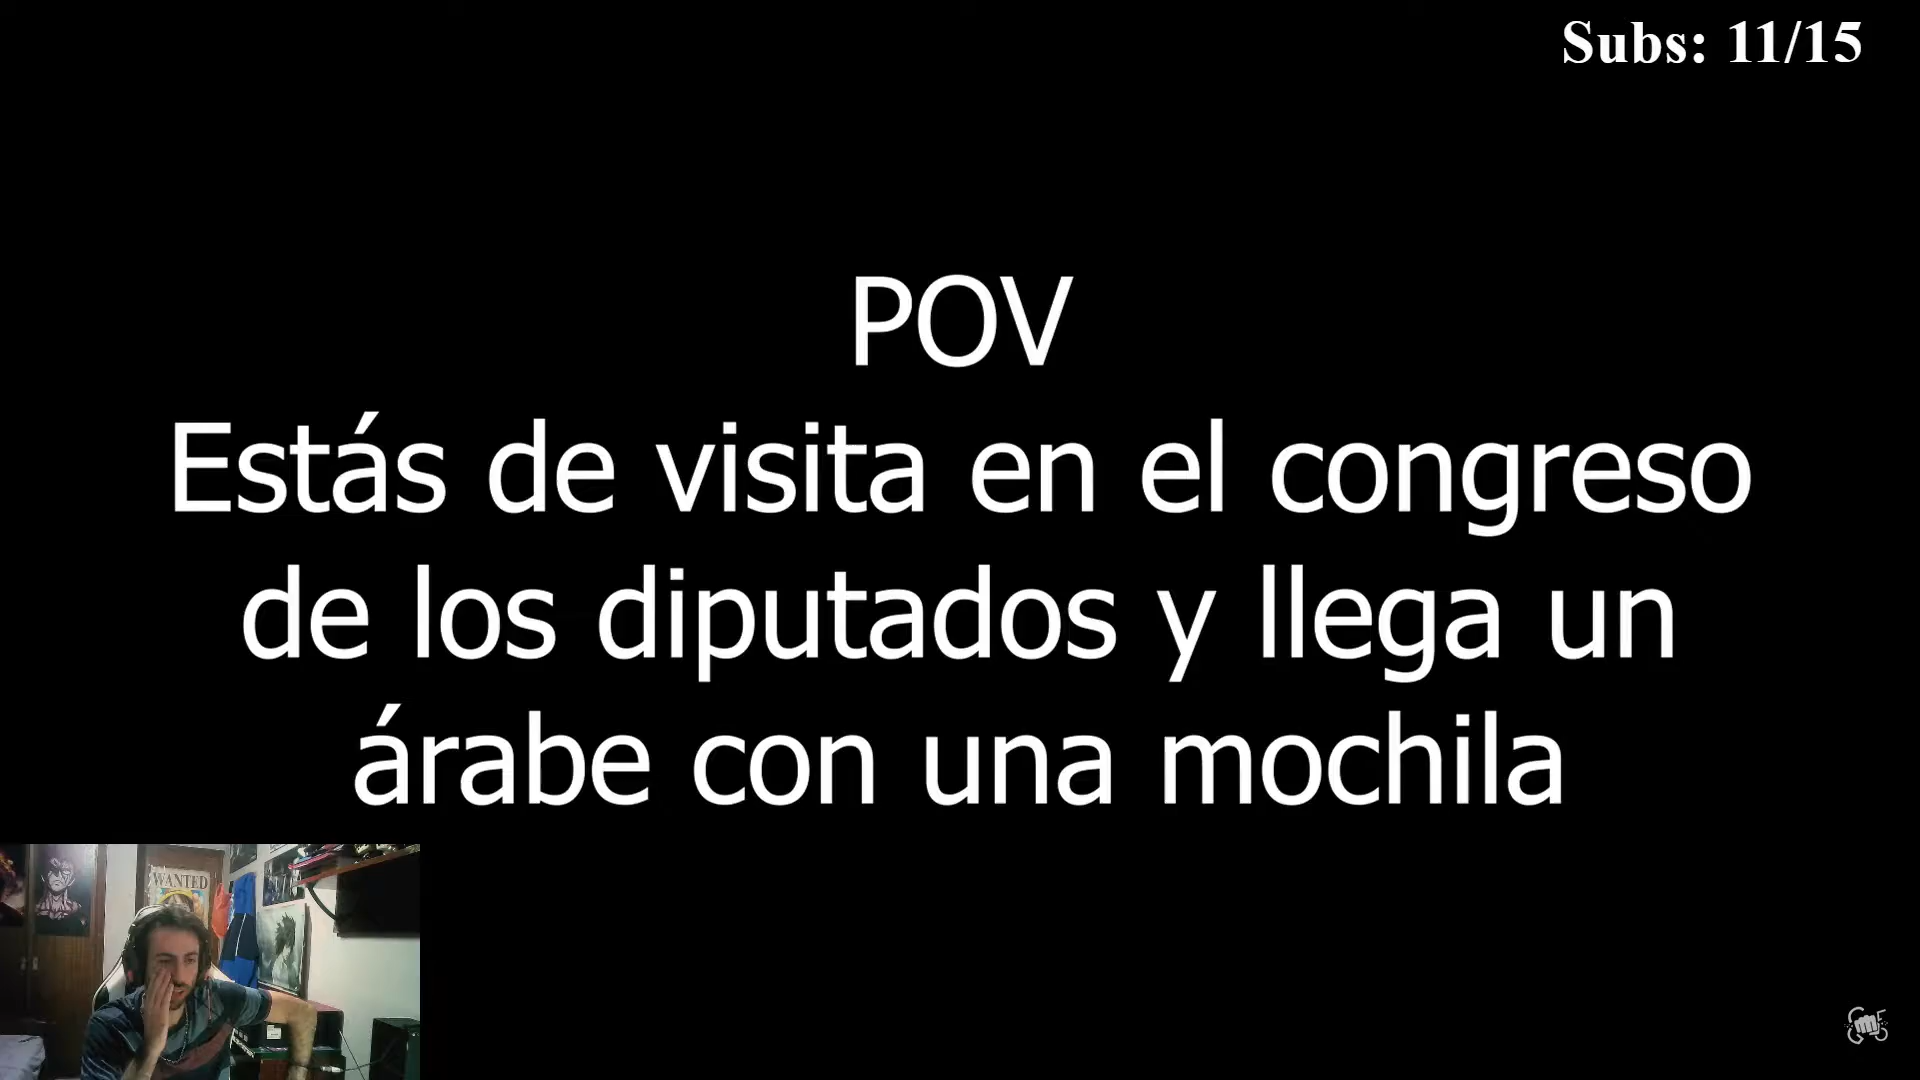 Subs: 11/15
POV
Estás de visita en el congreso
de los diputados y llega un
árabe con una mochila
WANTED